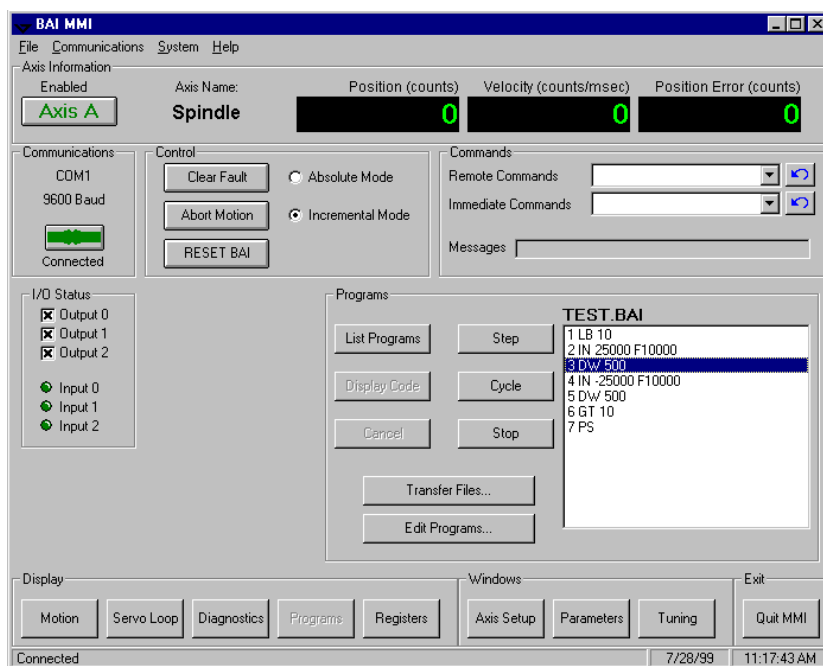 BAI MMI
File Communications System Help
Axis Information
Enabled Axis Name: Position (counts) Velocity (counts/msec) Position Error (counts)
Axis A Spindle 0 0 0
Communications
COM1
9600 Baud
Connected
Control
Clear Fault Absolute Mode
Abort Motion Incremental Mode
RESET BAI
Commands
Remote Commands
Immediate Commands
Messages
I/O Status
Output 0
Output 1
Output 2
Input 0
Input 1
Input 2
Programs
List Programs Step
Display Code Cycle
Cancel Stop
Transfer Files...
Edit Programs...
TEST.BAI
1 LB 10
2 IN 25000 F10000
3 DW 500
4 IN -25000 F10000
5 DW 500
6 GT 10
7 PS
Display
Motion Servo Loop Diagnostics Programs Registers
Windows
Axis Setup Parameters Tuning
Exit
Quit MMI
Connected 7/28/99 11:17:43 AM